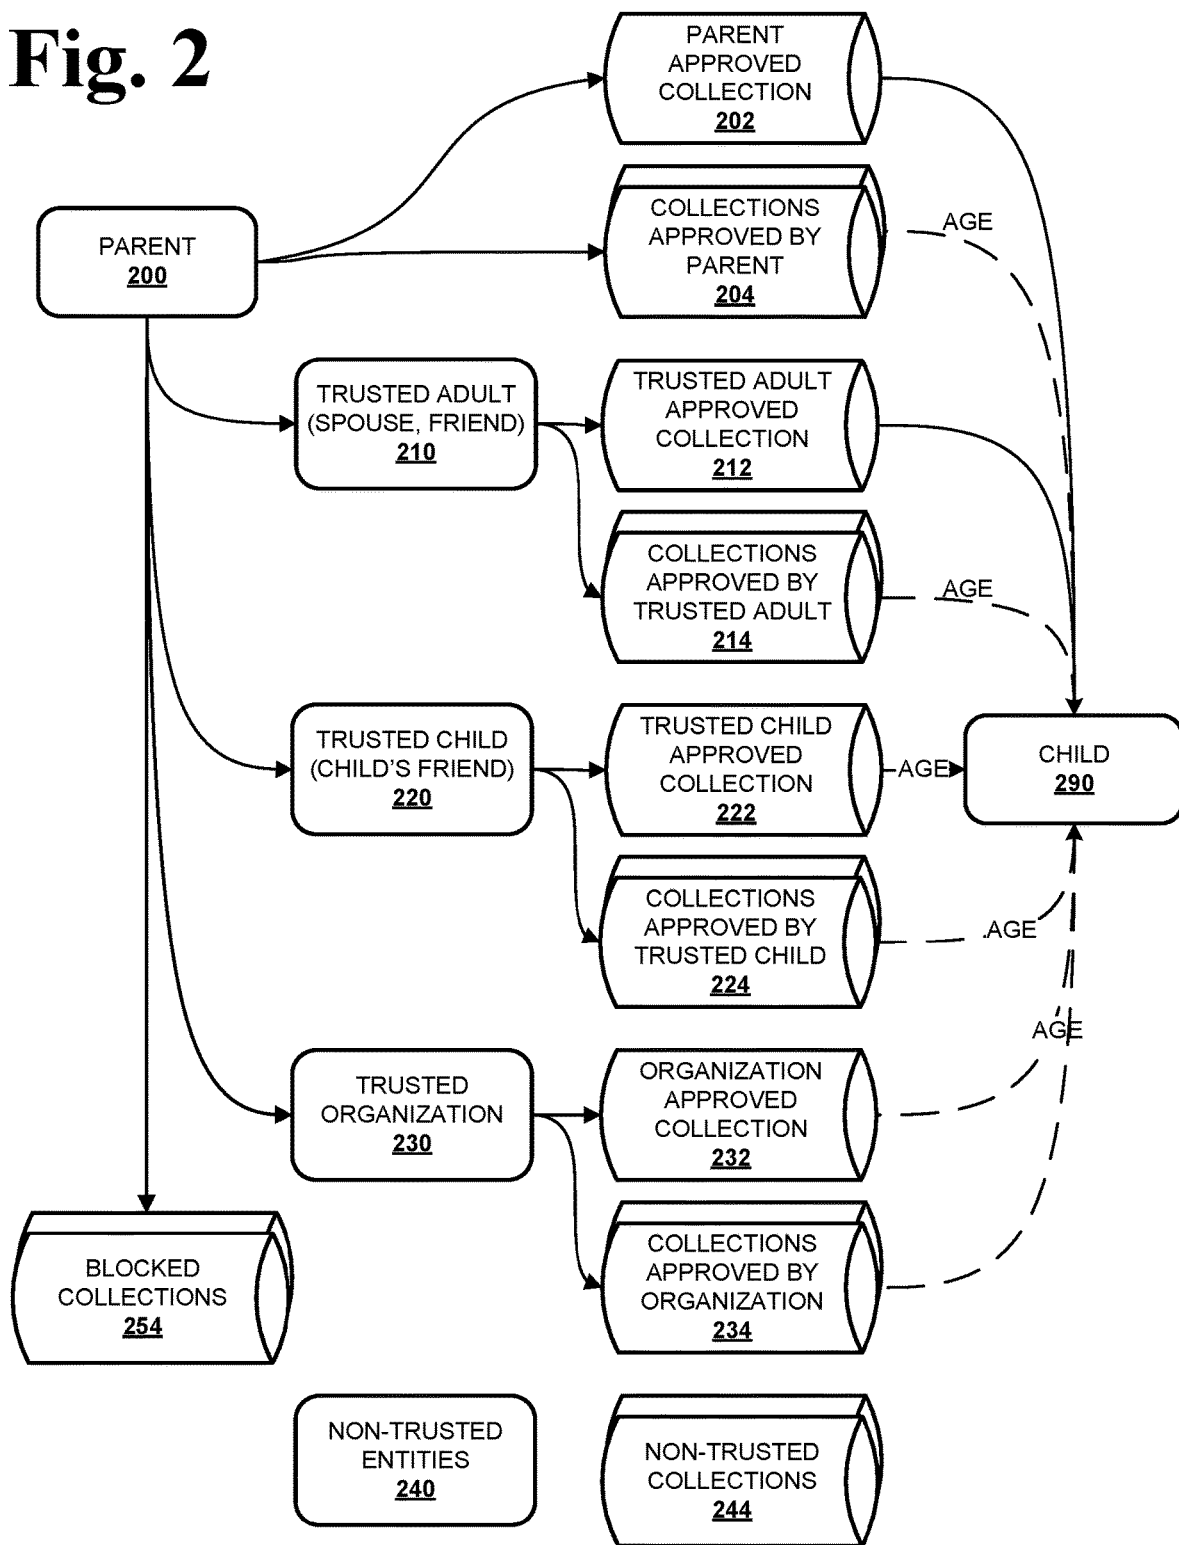 Fig. 2
PARENT
APPROVED
COLLECTION
202
COLLECTIONS
APPROVED BY
PARENT
204
AGE
PARENT
200
TRUSTED ADULT
(SPOUSE, FRIEND)
210
TRUSTED ADULT
APPROVED
COLLECTION
212
COLLECTIONS
APPROVED BY
TRUSTED ADULT
214
AGE
TRUSTED CHILD
(CHILD'S FRIEND)
220
TRUSTED CHILD
APPROVED
COLLECTION
222
AGE
CHILD
290
COLLECTIONS
APPROVED BY
TRUSTED CHILD
224
AGE
TRUSTED
ORGANIZATION
230
ORGANIZATION
APPROVED
COLLECTION
232
AGE
BLOCKED
COLLECTIONS
254
COLLECTIONS
APPROVED BY
ORGANIZATION
234
NON-TRUSTED
ENTITIES
240
NON-TRUSTED
COLLECTIONS
244